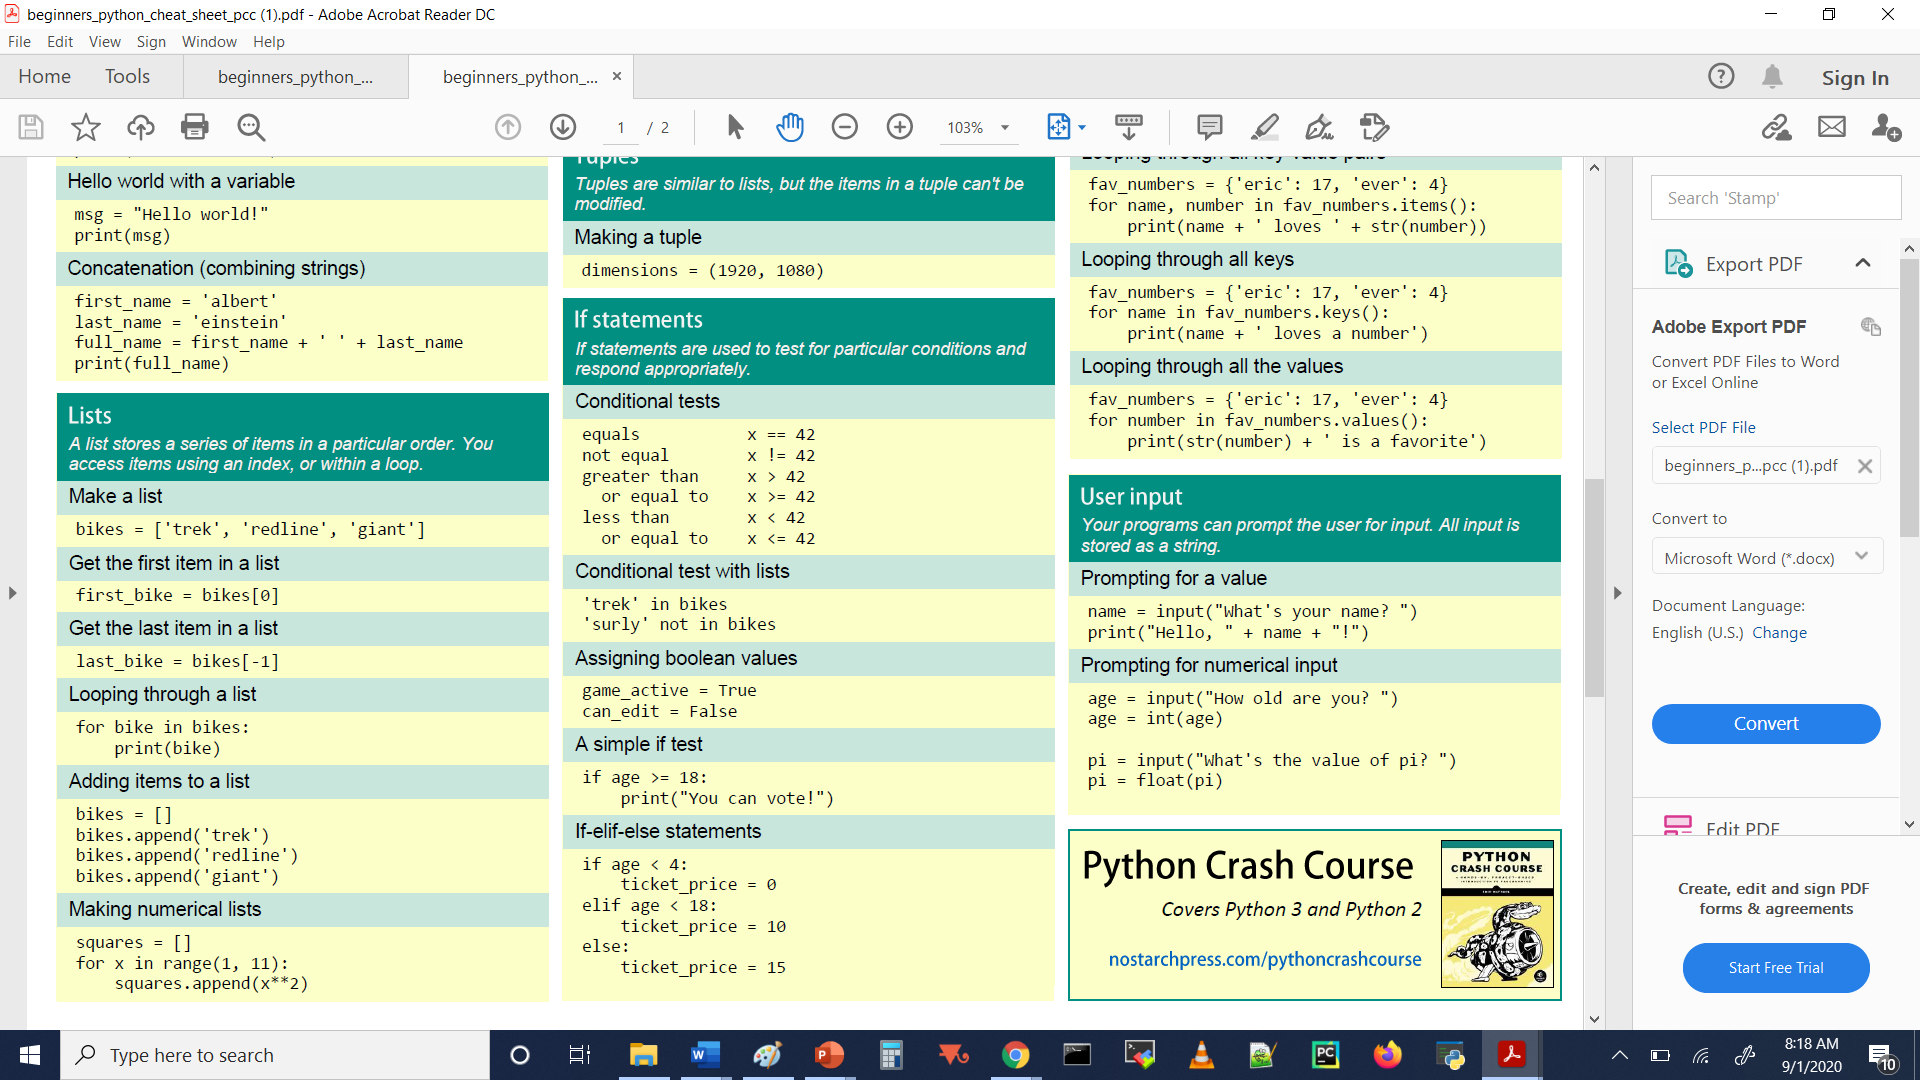 beginners_python_cheat_sheet_pcc (1).pdf - Adobe Acrobat Reader DC
File Edit View Sign Window Help
Home Tools beginners_python_... beginners_python_... × Sign In
1 / 2 103%
Hello world with a variable
msg = "Hello world!"
print(msg)
Concatenation (combining strings)
first_name = 'albert'
last_name = 'einstein'
full_name = first_name + ' ' + last_name
print(full_name)
Lists
A list stores a series of items in a particular order. You
access items using an index, or within a loop.
Make a list
bikes = ['trek', 'redline', 'giant']
Get the first item in a list
first_bike = bikes[0]
Get the last item in a list
last_bike = bikes[-1]
Looping through a list
for bike in bikes:
    print(bike)
Adding items to a list
bikes = []
bikes.append('trek')
bikes.append('redline')
bikes.append('giant')
Making numerical lists
squares = []
for x in range(1, 11):
    squares.append(x**2)
Tuples
Tuples are similar to lists, but the items in a tuple can't be
modified.
Making a tuple
dimensions = (1920, 1080)
If statements
If statements are used to test for particular conditions and
respond appropriately.
Conditional tests
equals x == 42
not equal x != 42
greater than x > 42
  or equal to x >= 42
less than x < 42
  or equal to x <= 42
Conditional test with lists
'trek' in bikes
'surly' not in bikes
Assigning boolean values
game_active = True
can_edit = False
A simple if test
if age >= 18:
    print("You can vote!")
If-elif-else statements
if age < 4:
    ticket_price = 0
elif age < 18:
    ticket_price = 10
else:
    ticket_price = 15
Looping through all key-value pairs
fav_numbers = {'eric': 17, 'ever': 4}
for name, number in fav_numbers.items():
    print(name + ' loves ' + str(number))
Looping through all keys
fav_numbers = {'eric': 17, 'ever': 4}
for name in fav_numbers.keys():
    print(name + ' loves a number')
Looping through all the values
fav_numbers = {'eric': 17, 'ever': 4}
for number in fav_numbers.values():
    print(str(number) + ' is a favorite')
User input
Your programs can prompt the user for input. All input is
stored as a string.
Prompting for a value
name = input("What's your name? ")
print("Hello, " + name + "!")
Prompting for numerical input
age = input("How old are you? ")
age = int(age)
pi = input("What's the value of pi? ")
pi = float(pi)
Python Crash Course
Covers Python 3 and Python 2
nostarchpress.com/pythoncrashcourse
PYTHON
CRASH COURSE
Search 'Stamp'
Export PDF
Adobe Export PDF
Convert PDF Files to Word
or Excel Online
Select PDF File
beginners_p...pcc (1).pdf
Convert to
Microsoft Word (*.docx)
Document Language:
English (U.S.) Change
Convert
Edit PDF
Create, edit and sign PDF
forms & agreements
Start Free Trial
Type here to search
8:18 AM
9/1/2020
10